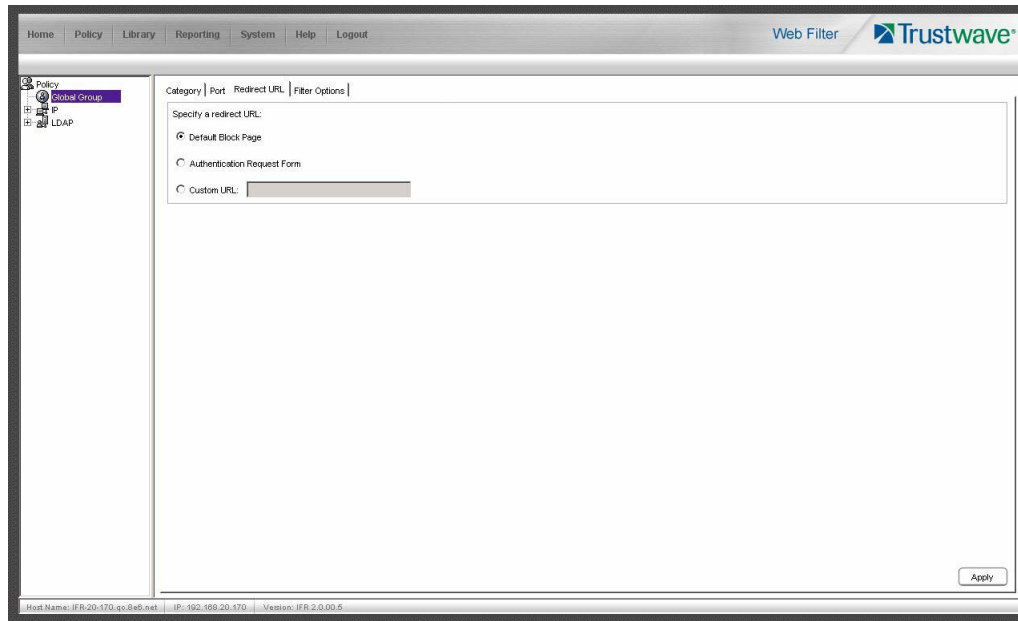 Home Policy Library Reporting System Help Logout
Web Filter
Trustwave
Policy
Global Group
IP
LDAP
Category Port Redirect URL Filter Options
Specify a redirect URL:
Default Block Page
Authentication Request Form
Custom URL:
Apply
Host Name: IFR-20-170.qc.8e6.net IP: 192.168.20.170 Version: IFR 2.0.00.5